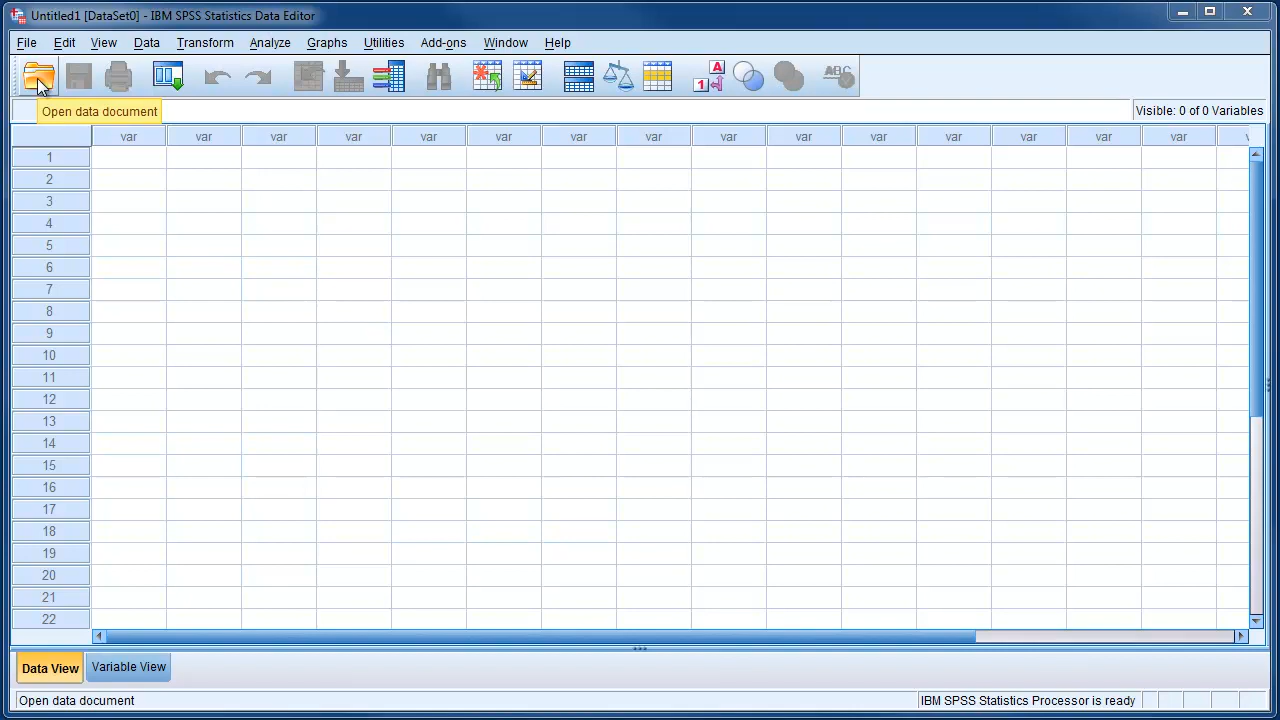 Untitled1 [DataSet0] - IBM SPSS Statistics Data Editor
File Edit View Data Transform Analyze Graphs Utilities Add-ons Window Help
A
1
ABC
Open data document
Visible: 0 of 0 Variables
var var var var var var var var var var var var var var var
1
2
3
4
5
6
7
8
9
10
11
12
13
14
15
16
17
18
19
20
21
22
Data View Variable View
Open data document IBM SPSS Statistics Processor is ready